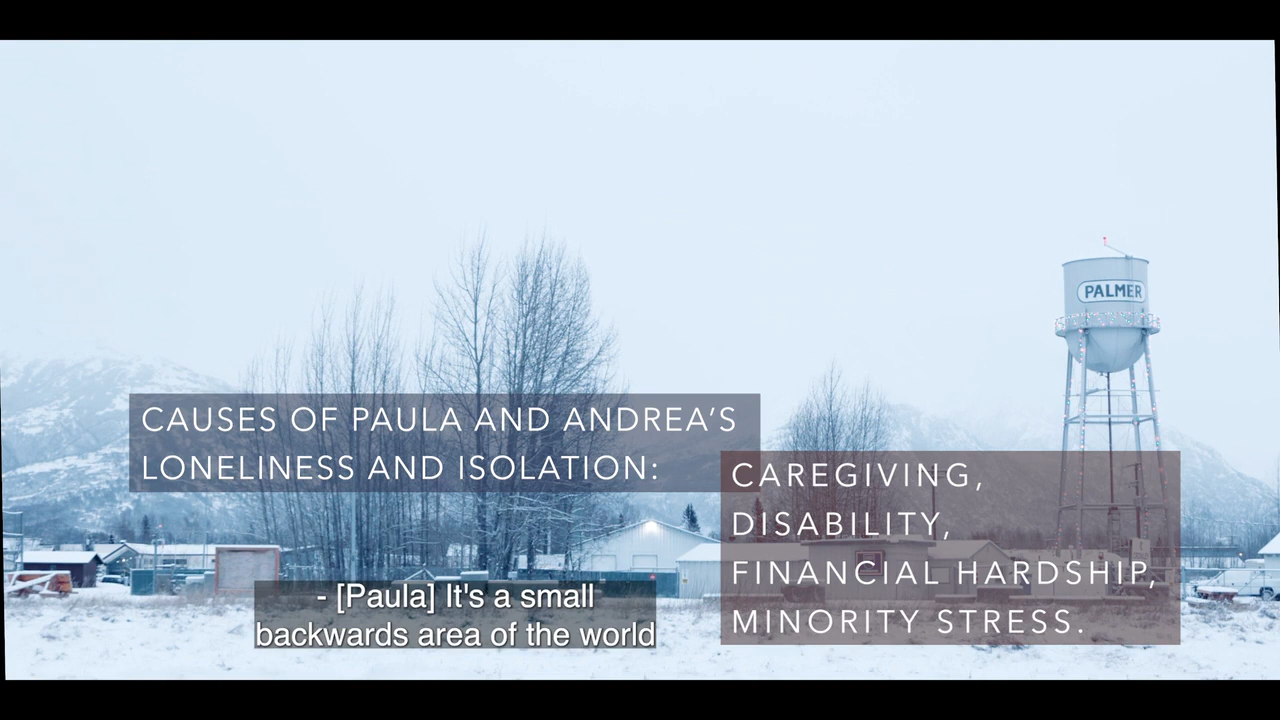 PALMER
CAUSES OF PAULA AND ANDREA’S
LONELINESS AND ISOLATION:
CAREGIVING,
DISABILITY,
FINANCIAL HARDSHIP,
MINORITY STRESS.
- [Paula] It's a small
backwards area of the world